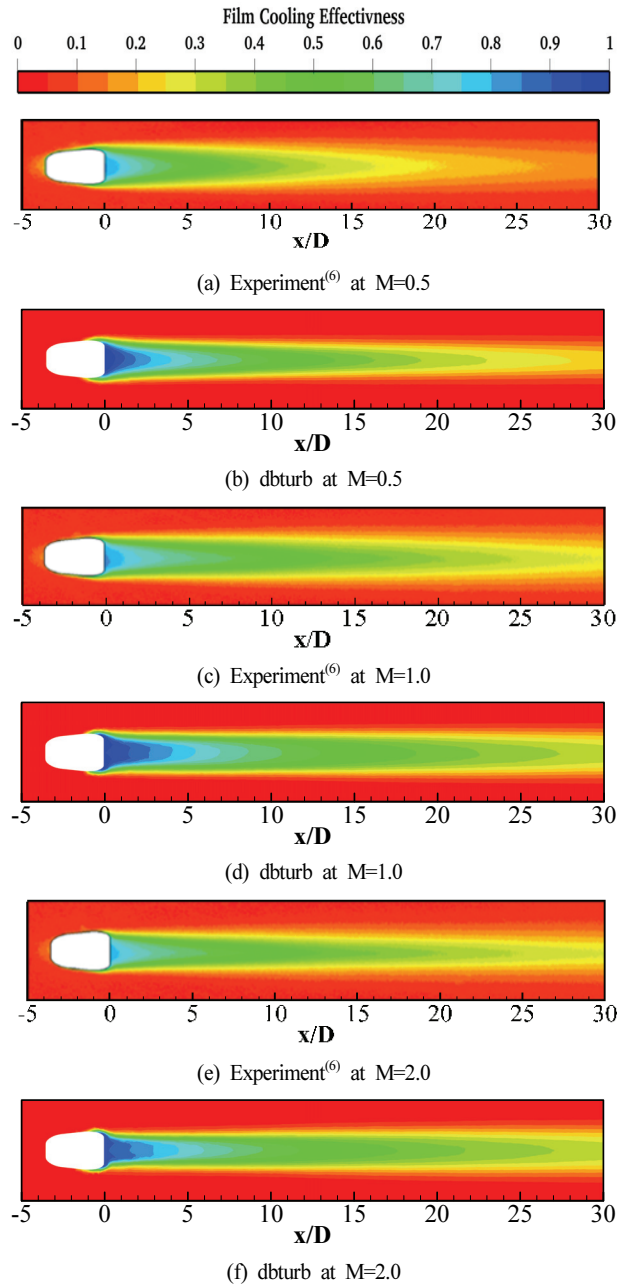 Film Cooling Effectivness
0 0.1 0.2 0.3 0.4 0.5 0.6 0.7 0.8 0.9 1
-5 0 5 10 15 20 25 30
x/D
(a) Experiment⁽⁶⁾ at M=0.5
-5 0 5 10 15 20 25 30
x/D
(b) dbturb at M=0.5
-5 0 5 10 15 20 25 30
x/D
(c) Experiment⁽⁶⁾ at M=1.0
-5 0 5 10 15 20 25 30
x/D
(d) dbturb at M=1.0
-5 0 5 10 15 20 25 30
x/D
(e) Experiment⁽⁶⁾ at M=2.0
-5 0 5 10 15 20 25 30
x/D
(f) dbturb at M=2.0